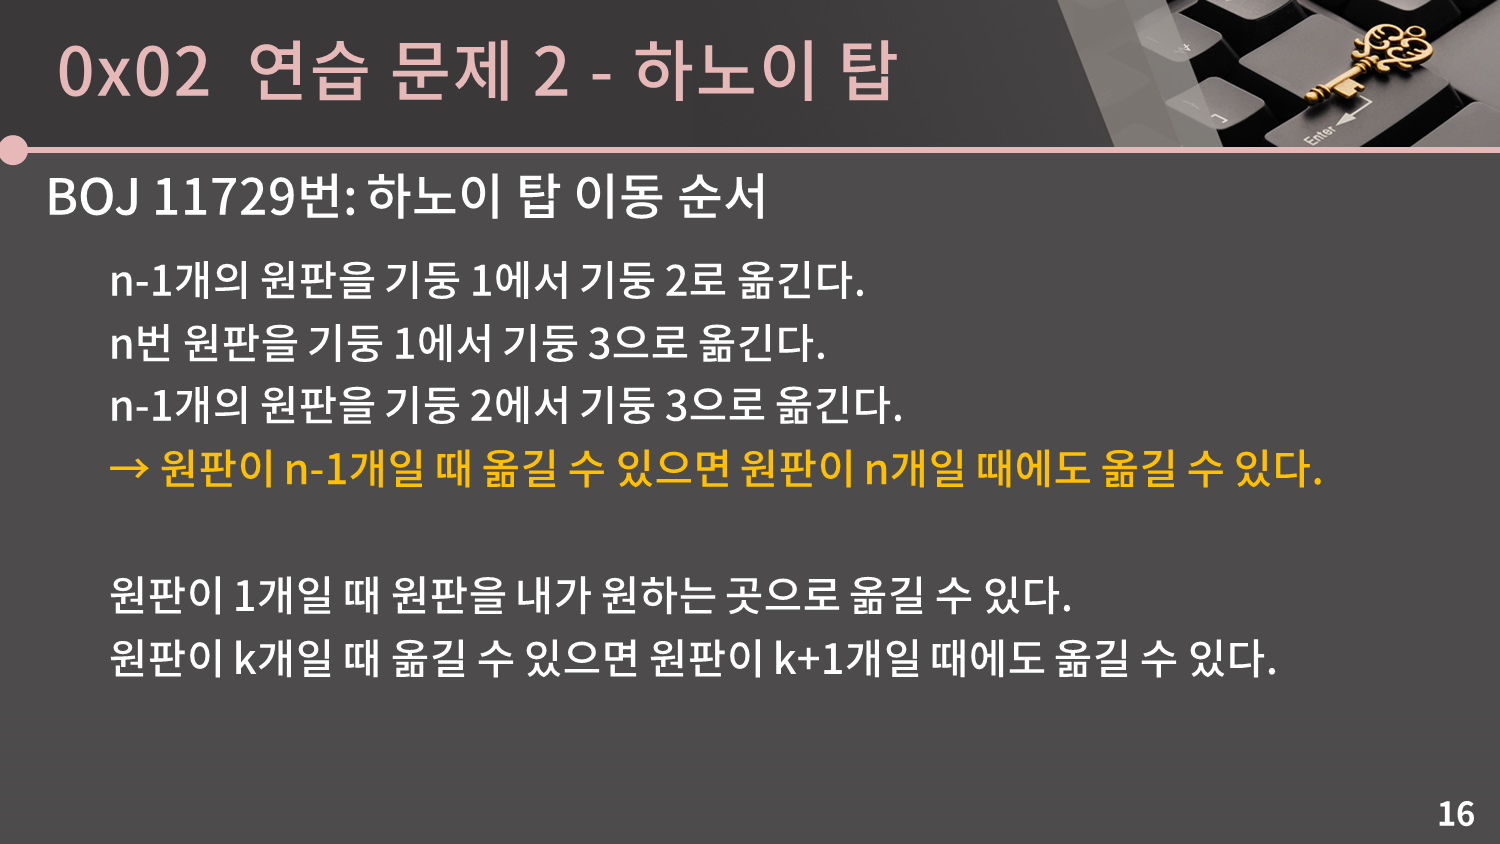 0x02 연습 문제 2 - 하노이 탑
Enter
BOJ 11729번: 하노이 탑 이동 순서
n-1개의 원판을 기둥 1에서 기둥 2로 옮긴다.
n번 원판을 기둥 1에서 기둥 3으로 옮긴다.
n-1개의 원판을 기둥 2에서 기둥 3으로 옮긴다.
→ 원판이 n-1개일 때 옮길 수 있으면 원판이 n개일 때에도 옮길 수 있다.
원판이 1개일 때 원판을 내가 원하는 곳으로 옮길 수 있다.
원판이 k개일 때 옮길 수 있으면 원판이 k+1개일 때에도 옮길 수 있다.
16